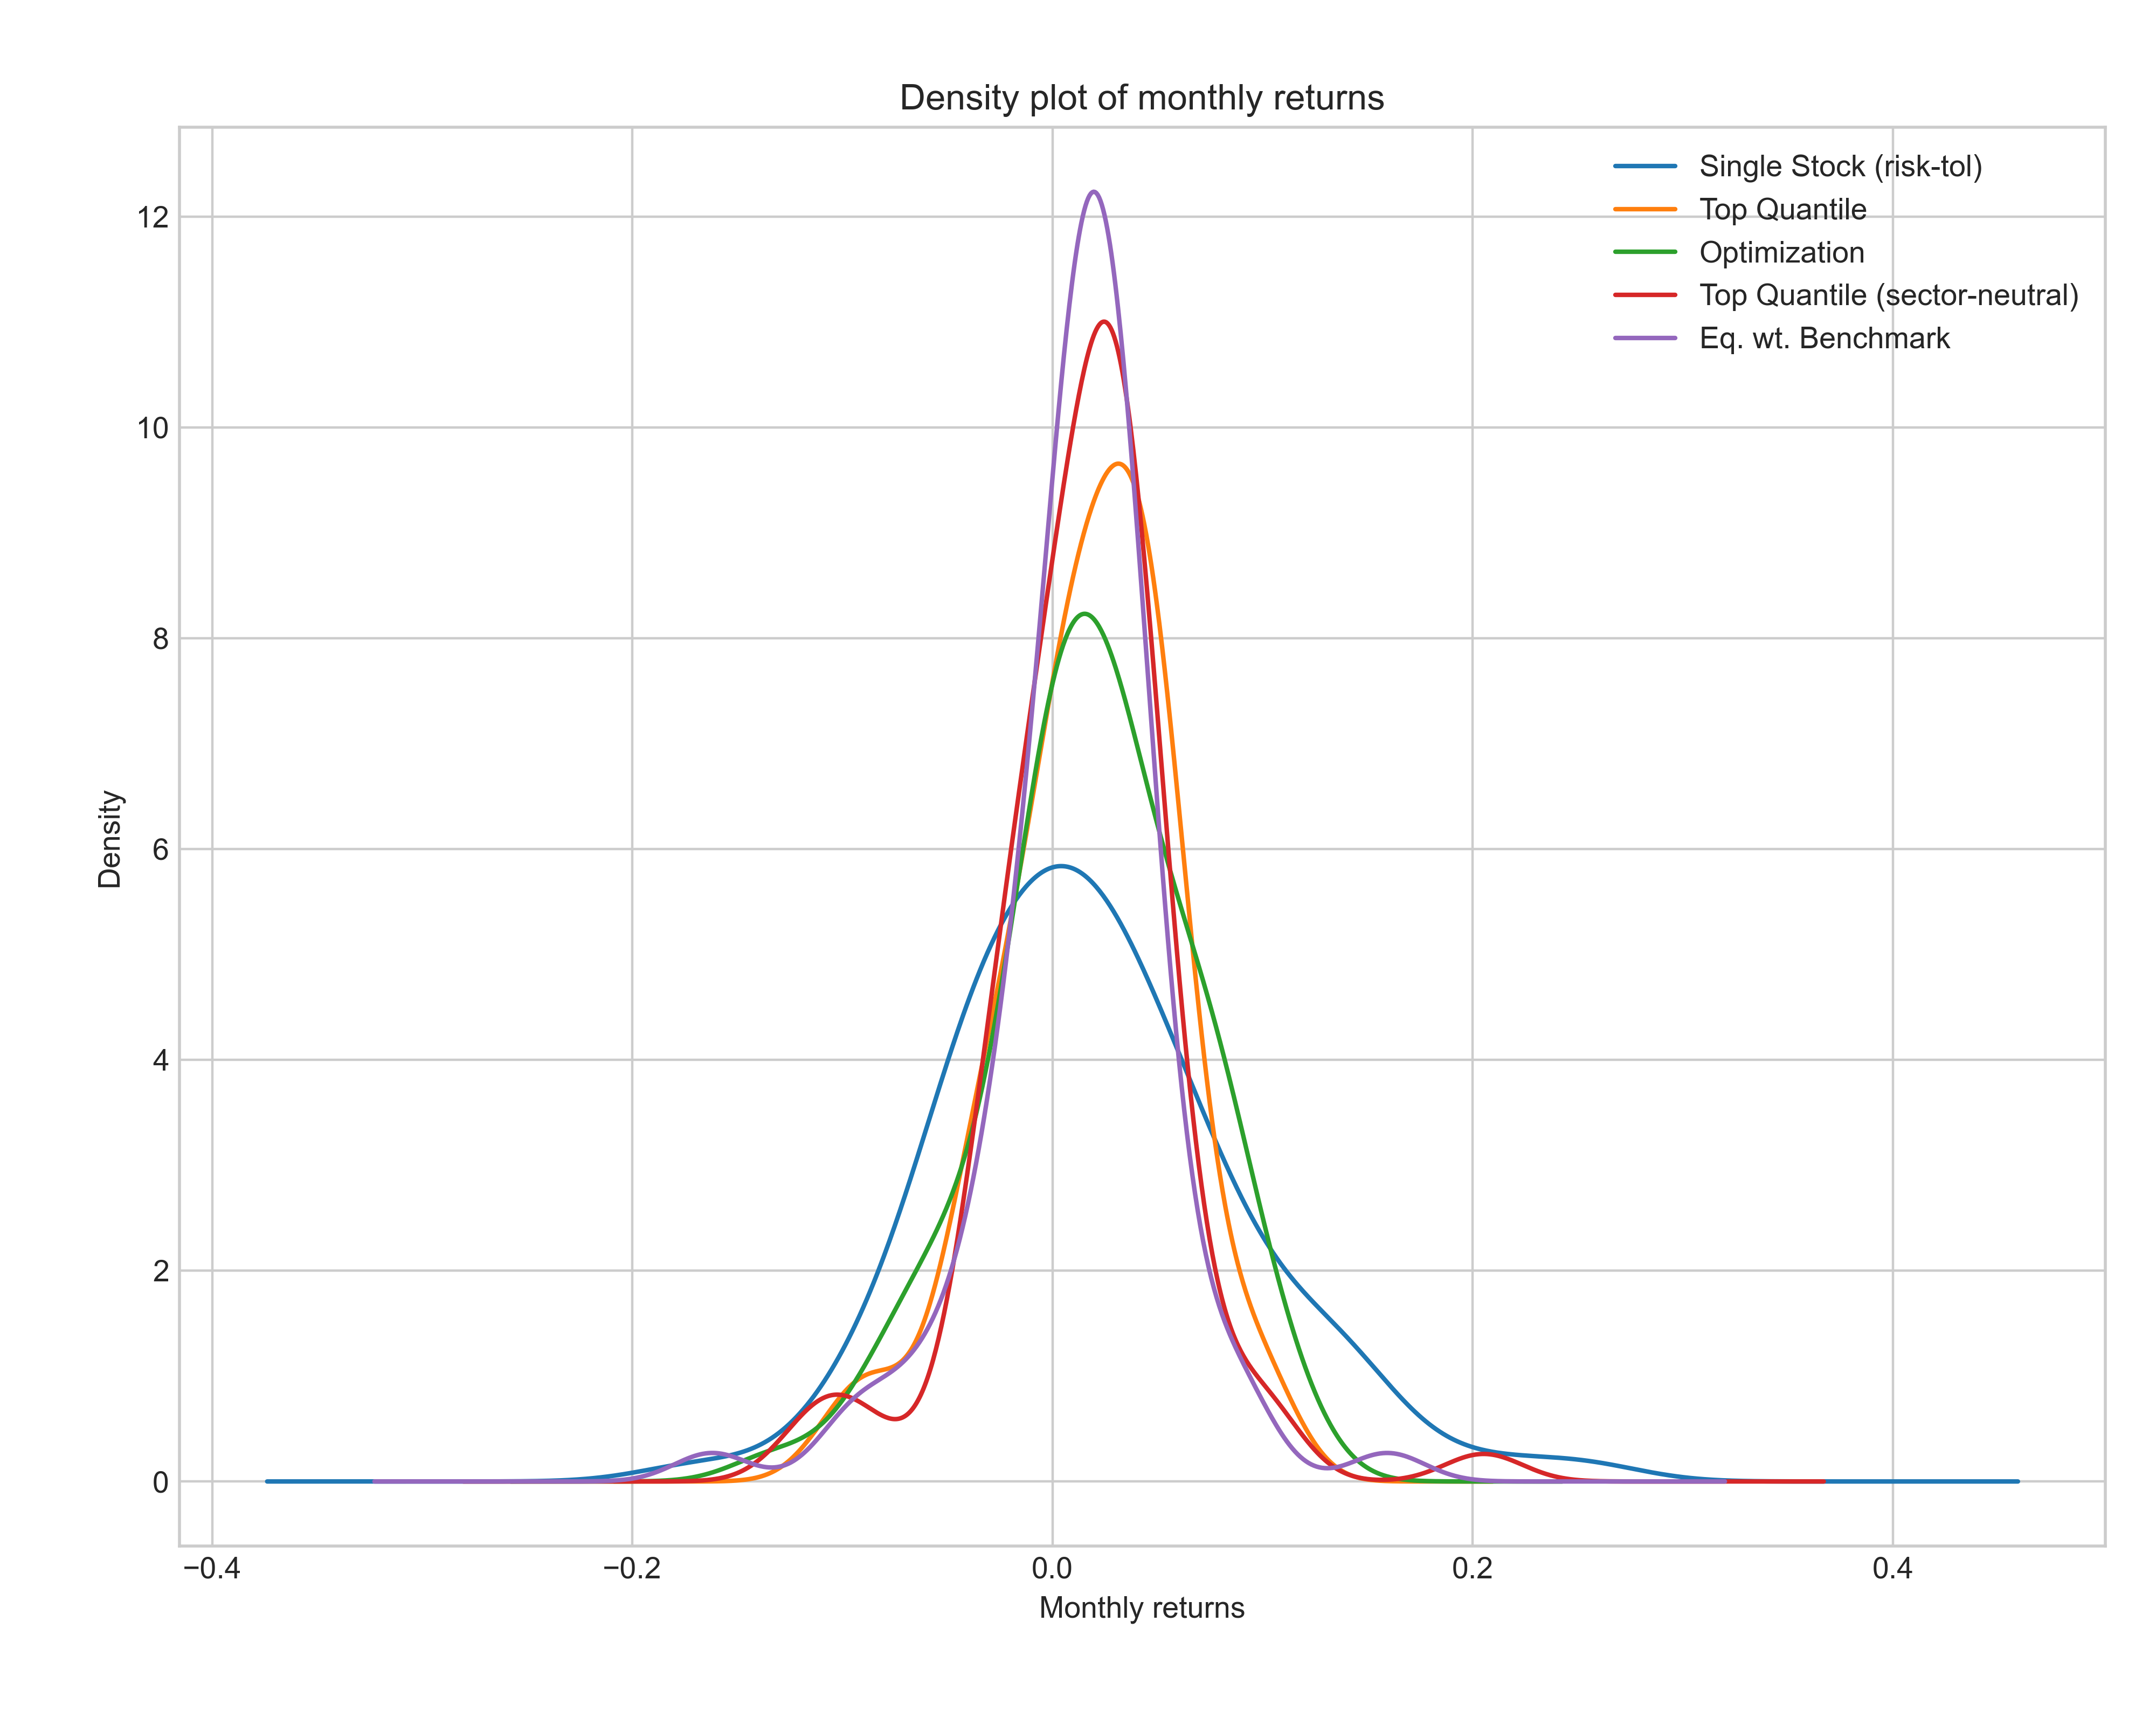 Density plot of monthly returns
Single Stock (risk-tol)
Top Quantile
Optimization
Top Quantile (sector-neutral)
Eq. wt. Benchmark
12
10
8
6
4
2
0
Density
−0.4
−0.2
0.0
0.2
0.4
Monthly returns